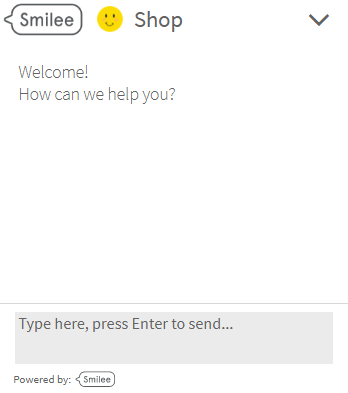 Smilee Shop
Welcome!
How can we help you?
Type here, press Enter to send...
Powered by: Smilee